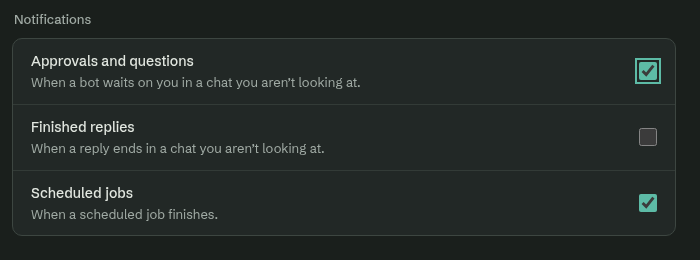 Notifications
Approvals and questions
When a bot waits on you in a chat you aren't looking at.
Finished replies
When a reply ends in a chat you aren't looking at.
Scheduled jobs
When a scheduled job finishes.